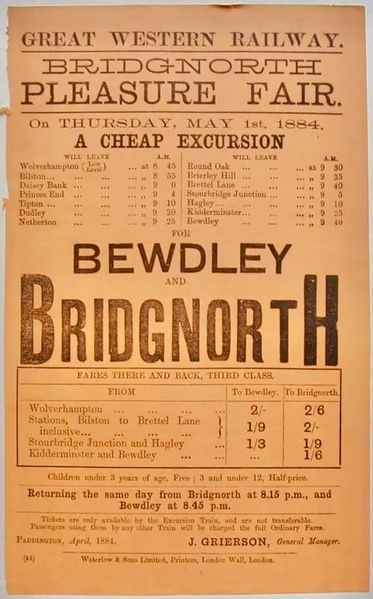 GREAT WESTERN RAILWAY.
BRIDGNORTH
PLEASURE FAIR.
On THURSDAY, MAY 1st, 1884,
A CHEAP EXCURSION
WILL LEAVE A.M. WILL LEAVE A.M.
Wolverhampton (Low Level) ... at 8 45 Round Oak ... ... ... at 9 30
Bilston... ... ... ... „ 8 55 Brierley Hill ... ... ... „ 9 35
Daisey Bank ... ... ... „ 9 0 Brettel Lane ... ... ... „ 9 40
Princes End ... ... ... „ 9 4 Stourbridge Junction ... ... „ 9 5
Tipton ... ... ... ... „ 9 10 Hagley... ... ... ... „ 9 10
Dudley ... ... ... ... „ 9 20 Kidderminster... ... ... „ 9 25
Netherton ... ... ... „ 9 25 Bewdley ... ... ... „ 9 40
FOR
BEWDLEY
AND
BRIDGNORTH
FARES THERE AND BACK, THIRD CLASS.
FROM To Bewdley. To Bridgnorth.
Wolverhampton ... ... ... ... 2/- 2/6
Stations, Bilston to Brettel Lane
inclusive... ... ... ... ... } 1/9 2/-
Stourbridge Junction and Hagley ... 1/3 1/9
Kidderminster and Bewdley ... ... ... 1/6
Children under 3 years of age, Free ; 3 and under 12, Half-price.
Returning the same day from Bridgnorth at 8.15 p.m., and
Bewdley at 8.45 p.m.
Tickets are only available by the Excursion Train, and are not transferable.
Passengers using them by any other Train will be charged the full Ordinary Fares.
PADDINGTON, April, 1884. J. GRIERSON, General Manager.
(45) Waterlow & Sons Limited, Printers, London Wall, London.